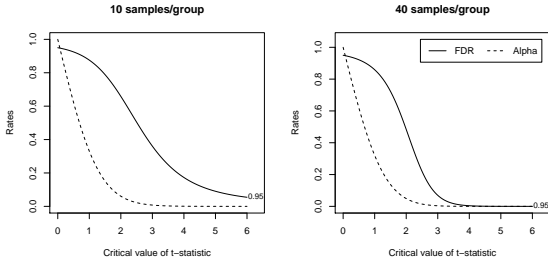 10 samples/group
Rates
1.0
0.8
0.6
0.4
0.2
0.0
0.95
0 1 2 3 4 5 6
Critical value of t−statistic
40 samples/group
Rates
1.0
0.8
0.6
0.4
0.2
0.0
FDR Alpha
0.95
0 1 2 3 4 5 6
Critical value of t−statistic